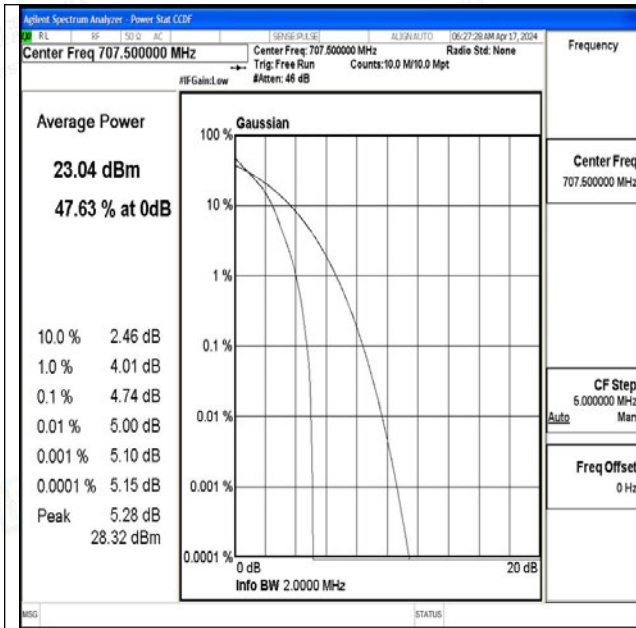 Agilent Spectrum Analyzer - Power Stat CCDF
RL RF 50 Ω AC SENSE:PULSE ALIGN AUTO 06:27:28 AM Apr 17, 2024
Center Freq 707.500000 MHz
Center Freq: 707.500000 MHz Radio Std: None
Trig: Free Run Counts:10.0 M/10.0 Mpt
#IFGain:Low #Atten: 46 dB
Frequency
Average Power
23.04 dBm
47.63 % at 0dB
10.0 % 2.46 dB
1.0 % 4.01 dB
0.1 % 4.74 dB
0.01 % 5.00 dB
0.001 % 5.10 dB
0.0001 % 5.15 dB
Peak 5.28 dB
28.32 dBm
Gaussian
100 %
10 %
1 %
0.1 %
0.01 %
0.001 %
0.0001 %
0 dB 20 dB
Info BW 2.0000 MHz
Center Freq
707.500000 MHz
CF Step
5.000000 MHz
Auto Man
Freq Offset
0 Hz
MSG STATUS